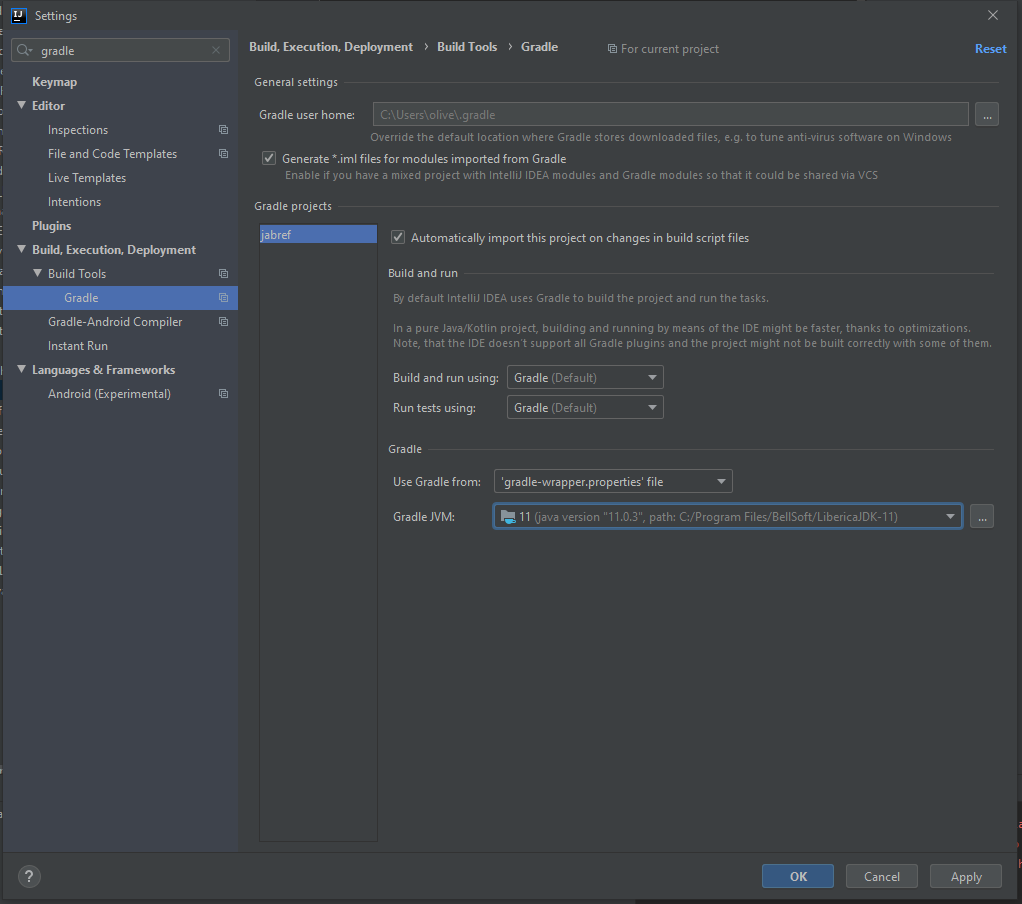 Settings
gradle
Keymap
Editor
Inspections
File and Code Templates
Live Templates
Intentions
Plugins
Build, Execution, Deployment
Build Tools
Gradle
Gradle-Android Compiler
Instant Run
Languages & Frameworks
Android (Experimental)
Build, Execution, Deployment › Build Tools › Gradle
For current project
Reset
General settings
Gradle user home: C:\Users\olive\.gradle ...
Override the default location where Gradle stores downloaded files, e.g. to tune anti-virus software on Windows
Generate *.iml files for modules imported from Gradle
Enable if you have a mixed project with IntelliJ IDEA modules and Gradle modules so that it could be shared via VCS
Gradle projects
jabref
Automatically import this project on changes in build script files
Build and run
By default IntelliJ IDEA uses Gradle to build the project and run the tasks.
In a pure Java/Kotlin project, building and running by means of the IDE might be faster, thanks to optimizations.
Note, that the IDE doesn't support all Gradle plugins and the project might not be built correctly with some of them.
Build and run using: Gradle (Default)
Run tests using: Gradle (Default)
Gradle
Use Gradle from: 'gradle-wrapper.properties' file
Gradle JVM: 11 (java version "11.0.3", path: C:/Program Files/BellSoft/LibericaJDK-11) ...
?
OK
Cancel
Apply